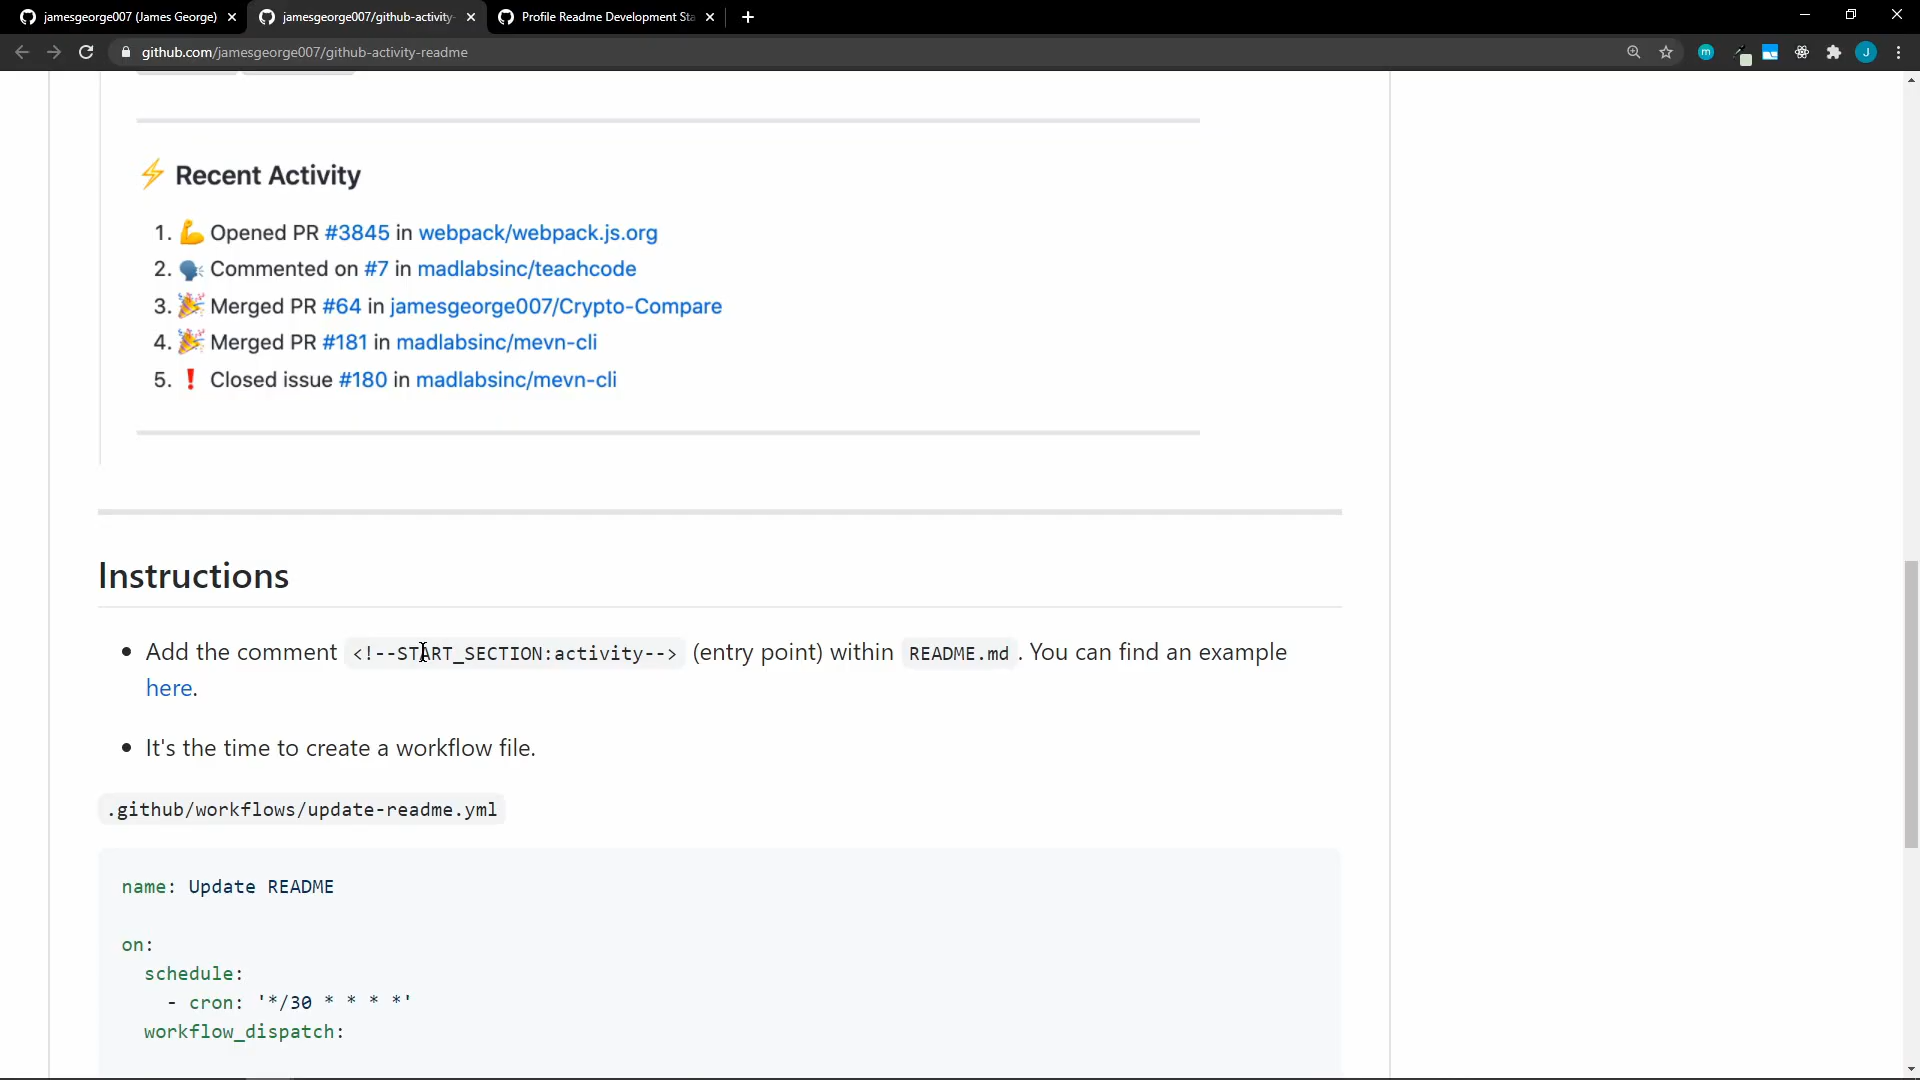 jamesgeorge007 (James George)
jamesgeorge007/github-activity-
Profile Readme Development Sta
github.com/jamesgeorge007/github-activity-readme
m
J
⚡ Recent Activity
1. 💪 Opened PR #3845 in webpack/webpack.js.org
2. 🗣 Commented on #7 in madlabsinc/teachcode
3. 🎉 Merged PR #64 in jamesgeorge007/Crypto-Compare
4. 🎉 Merged PR #181 in madlabsinc/mevn-cli
5. ❗ Closed issue #180 in madlabsinc/mevn-cli
Instructions
• Add the comment <!--START_SECTION:activity--> (entry point) within README.md . You can find an example
here.
• It's the time to create a workflow file.
.github/workflows/update-readme.yml
name: Update README
on:
schedule:
- cron: '*/30 * * * *'
workflow_dispatch: